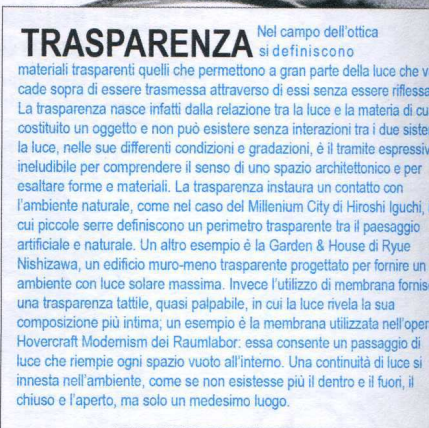 TRASPARENZA Nel campo dell'ottica
si definiscono
materiali trasparenti quelli che permettono a gran parte della luce che v
cade sopra di essere trasmessa attraverso di essi senza essere riflessa
La trasparenza nasce infatti dalla relazione tra la luce e la materia di cu
costituito un oggetto e non può esistere senza interazioni tra i due siste
la luce, nelle sue differenti condizioni e gradazioni, é il tramite espressiv
ineludibile per comprendere il senso di uno spazio architettonico e per
esaltare forme e materiali. La trasparenza instaura un contatto con
l'ambiente naturale, come nel caso del Millenium City di Hiroshi Iguchi,
cui piccole serre definiscono un perimetro trasparente tra il paesaggio
artificiale e naturale. Un altro esempio è la Garden & House di Ryue
Nishizawa, un edificio muro-meno trasparente progettato per fornire un
ambiente con luce solare massima. Invece l'utilizzo di membrana fornisc
una trasparenza tattile, quasi palpabile, in cui la luce rivela la sua
composizione più intima; un esempio è la membrana utilizzata nell'oper
Hovercraft Modernism dei Raumlabor: essa consente un passaggio di
luce che riempie ogni spazio vuoto all'interno. Una continuità di luce si
innesta nell'ambiente, come se non esistesse più il dentro e il fuori, il
chiuso e l'aperto, ma solo un medesimo luogo.